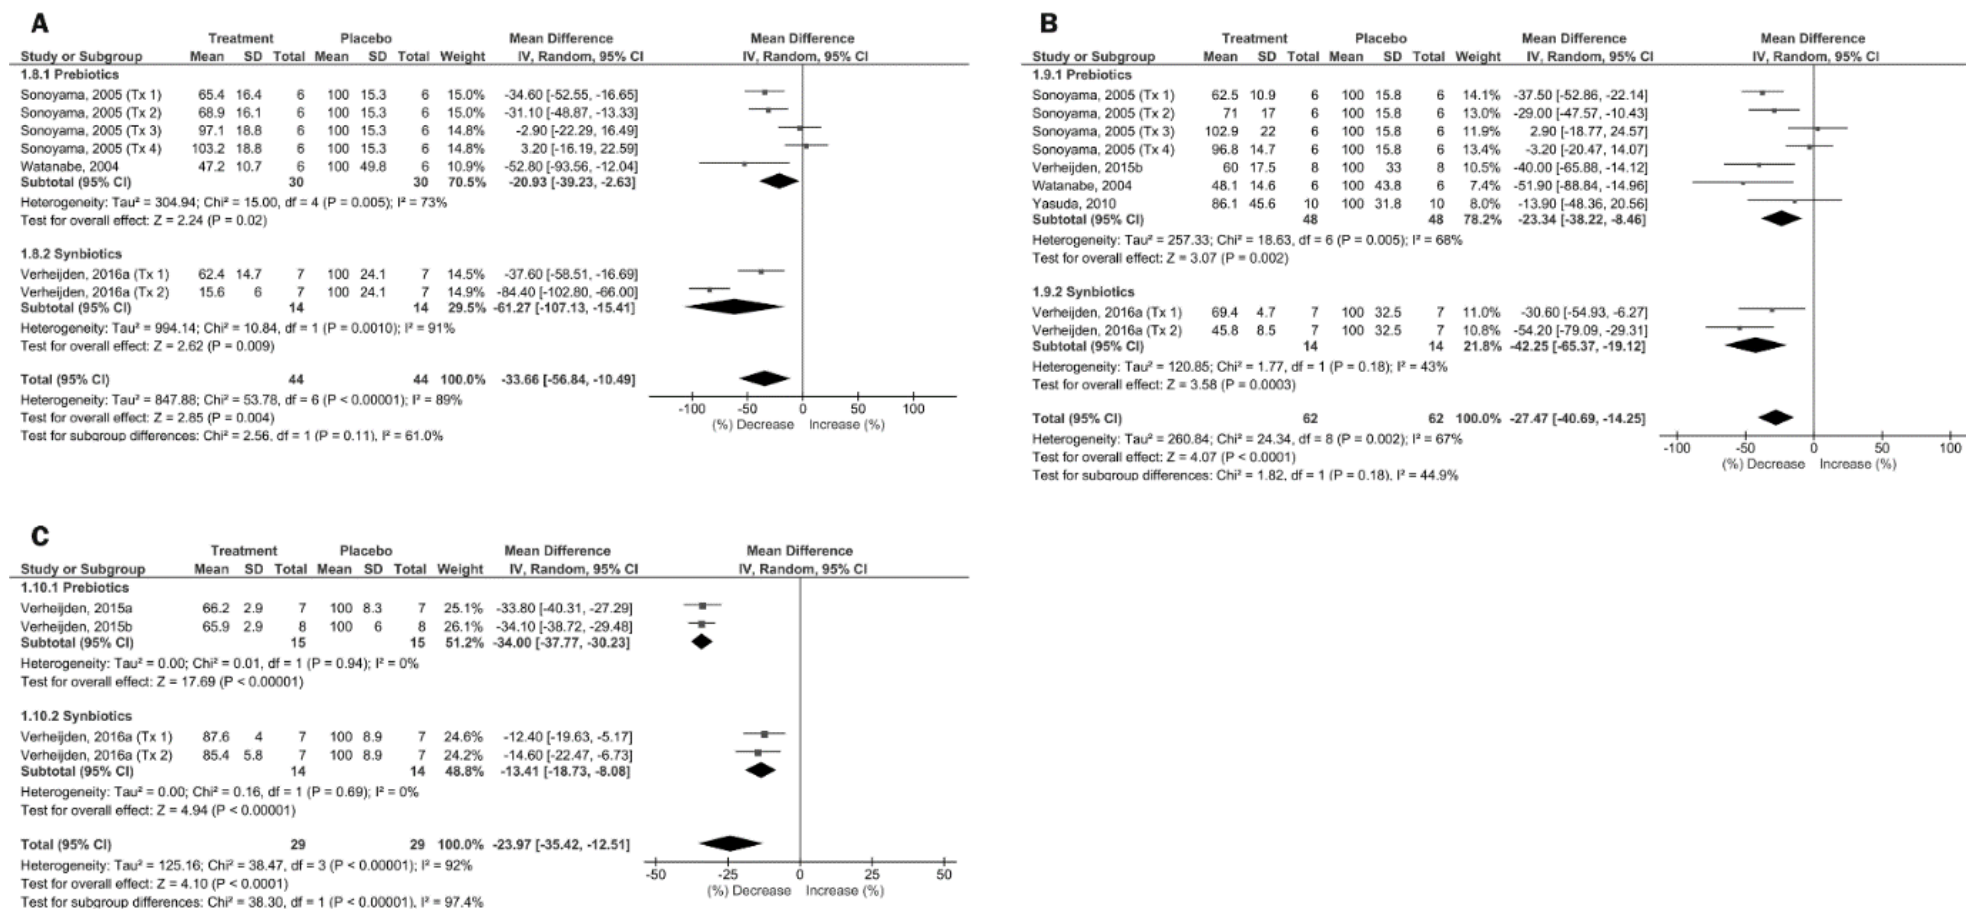 A
Treatment Placebo Mean Difference Mean Difference
Study or Subgroup Mean SD Total Mean SD Total Weight IV, Random, 95% CI IV, Random, 95% CI
1.8.1 Prebiotics
Sonoyama, 2005 (Tx 1) 65.4 16.4 6 100 15.3 6 15.0% -34.60 [-52.55, -16.65]
Sonoyama, 2005 (Tx 2) 68.9 16.1 6 100 15.3 6 15.0% -31.10 [-48.87, -13.33]
Sonoyama, 2005 (Tx 3) 97.1 18.8 6 100 15.3 6 14.8% -2.90 [-22.29, 16.49]
Sonoyama, 2005 (Tx 4) 103.2 18.8 6 100 15.3 6 14.8% 3.20 [-16.19, 22.59]
Watanabe, 2004 47.2 10.7 6 100 49.8 6 10.9% -52.80 [-93.56, -12.04]
Subtotal (95% CI) 30 30 70.5% -20.93 [-39.23, -2.63]
Heterogeneity: Tau² = 304.94; Chi² = 15.00, df = 4 (P = 0.005); I² = 73%
Test for overall effect: Z = 2.24 (P = 0.02)
1.8.2 Synbiotics
Verheijden, 2016a (Tx 1) 62.4 14.7 7 100 24.1 7 14.5% -37.60 [-58.51, -16.69]
Verheijden, 2016a (Tx 2) 15.6 6 7 100 24.1 7 14.9% -84.40 [-102.80, -66.00]
Subtotal (95% CI) 14 14 29.5% -61.27 [-107.13, -15.41]
Heterogeneity: Tau² = 994.14; Chi² = 10.84, df = 1 (P = 0.0010); I² = 91%
Test for overall effect: Z = 2.62 (P = 0.009)
Total (95% CI) 44 44 100.0% -33.66 [-56.84, -10.49]
Heterogeneity: Tau² = 847.88; Chi² = 53.78, df = 6 (P < 0.00001); I² = 89%
Test for overall effect: Z = 2.85 (P = 0.004)
Test for subgroup differences: Chi² = 2.56, df = 1 (P = 0.11), I² = 61.0%
-100 -50 0 50 100
(%) Decrease Increase (%)
B
Treatment Placebo Mean Difference Mean Difference
Study or Subgroup Mean SD Total Mean SD Total Weight IV, Random, 95% CI IV, Random, 95% CI
1.9.1 Prebiotics
Sonoyama, 2005 (Tx 1) 62.5 10.9 6 100 15.8 6 14.1% -37.50 [-52.86, -22.14]
Sonoyama, 2005 (Tx 2) 71 17 6 100 15.8 6 13.0% -29.00 [-47.57, -10.43]
Sonoyama, 2005 (Tx 3) 102.9 22 6 100 15.8 6 11.9% 2.90 [-18.77, 24.57]
Sonoyama, 2005 (Tx 4) 96.8 14.7 6 100 15.8 6 13.4% -3.20 [-20.47, 14.07]
Verheijden, 2015b 60 17.5 8 100 33 8 10.5% -40.00 [-65.88, -14.12]
Watanabe, 2004 48.1 14.6 6 100 43.8 6 7.4% -51.90 [-88.84, -14.96]
Yasuda, 2010 86.1 45.6 10 100 31.8 10 8.0% -13.90 [-48.36, 20.56]
Subtotal (95% CI) 48 48 78.2% -23.34 [-38.22, -8.46]
Heterogeneity: Tau² = 257.33; Chi² = 18.63, df = 6 (P = 0.005); I² = 68%
Test for overall effect: Z = 3.07 (P = 0.002)
1.9.2 Synbiotics
Verheijden, 2016a (Tx 1) 69.4 4.7 7 100 32.5 7 11.0% -30.60 [-54.93, -6.27]
Verheijden, 2016a (Tx 2) 45.8 8.5 7 100 32.5 7 10.8% -54.20 [-79.09, -29.31]
Subtotal (95% CI) 14 14 21.8% -42.25 [-65.37, -19.12]
Heterogeneity: Tau² = 120.85; Chi² = 1.77, df = 1 (P = 0.18); I² = 43%
Test for overall effect: Z = 3.58 (P = 0.0003)
Total (95% CI) 62 62 100.0% -27.47 [-40.69, -14.25]
Heterogeneity: Tau² = 260.84; Chi² = 24.34, df = 8 (P = 0.002); I² = 67%
Test for overall effect: Z = 4.07 (P < 0.0001)
Test for subgroup differences: Chi² = 1.82, df = 1 (P = 0.18), I² = 44.9%
-100 -50 0 50 100
(%) Decrease Increase (%)
C
Treatment Placebo Mean Difference Mean Difference
Study or Subgroup Mean SD Total Mean SD Total Weight IV, Random, 95% CI IV, Random, 95% CI
1.10.1 Prebiotics
Verheijden, 2015a 66.2 2.9 7 100 8.3 7 25.1% -33.80 [-40.31, -27.29]
Verheijden, 2015b 65.9 2.9 8 100 6 8 26.1% -34.10 [-38.72, -29.48]
Subtotal (95% CI) 15 15 51.2% -34.00 [-37.77, -30.23]
Heterogeneity: Tau² = 0.00; Chi² = 0.01, df = 1 (P = 0.94); I² = 0%
Test for overall effect: Z = 17.69 (P < 0.00001)
1.10.2 Synbiotics
Verheijden, 2016a (Tx 1) 87.6 4 7 100 8.9 7 24.6% -12.40 [-19.63, -5.17]
Verheijden, 2016a (Tx 2) 85.4 5.8 7 100 8.9 7 24.2% -14.60 [-22.47, -6.73]
Subtotal (95% CI) 14 14 48.8% -13.41 [-18.73, -8.08]
Heterogeneity: Tau² = 0.00; Chi² = 0.16, df = 1 (P = 0.69); I² = 0%
Test for overall effect: Z = 4.94 (P < 0.00001)
Total (95% CI) 29 29 100.0% -23.97 [-35.42, -12.51]
Heterogeneity: Tau² = 125.16; Chi² = 38.47, df = 3 (P < 0.00001); I² = 92%
Test for overall effect: Z = 4.10 (P < 0.0001)
Test for subgroup differences: Chi² = 38.30, df = 1 (P < 0.00001), I² = 97.4%
-50 -25 0 25 50
(%) Decrease Increase (%)